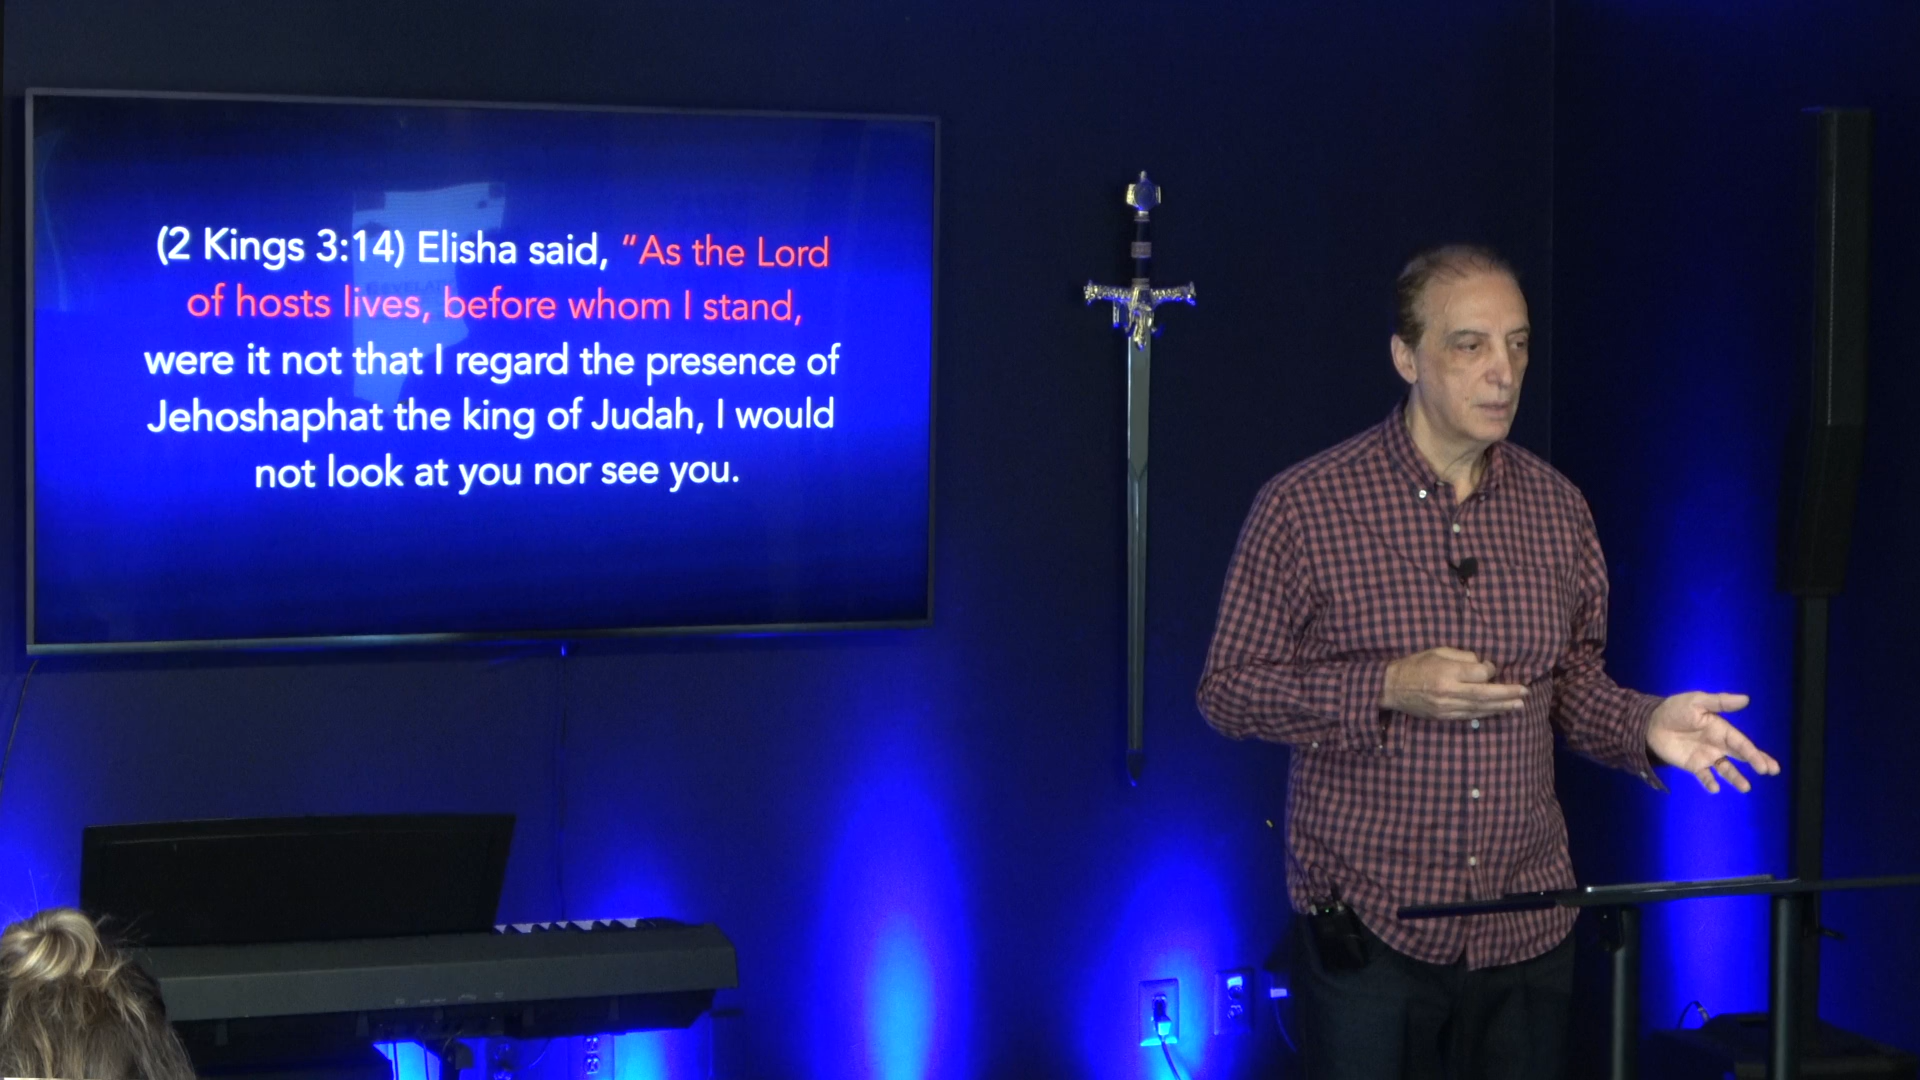 (2 Kings 3:14) Elisha said, “As the Lord
of hosts lives, before whom I stand,
were it not that I regard the presence of
Jehoshaphat the king of Judah, I would
not look at you nor see you.